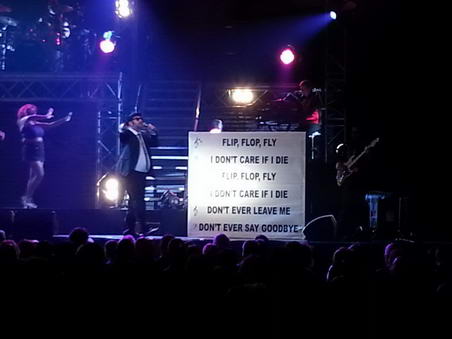 FLIP, FLOP, FLY
I DON'T CARE IF I DIE
FLIP, FLOP, FLY
I DON'T CARE IF I DIE
DON'T EVER LEAVE ME
DON'T EVER SAY GOODBYE